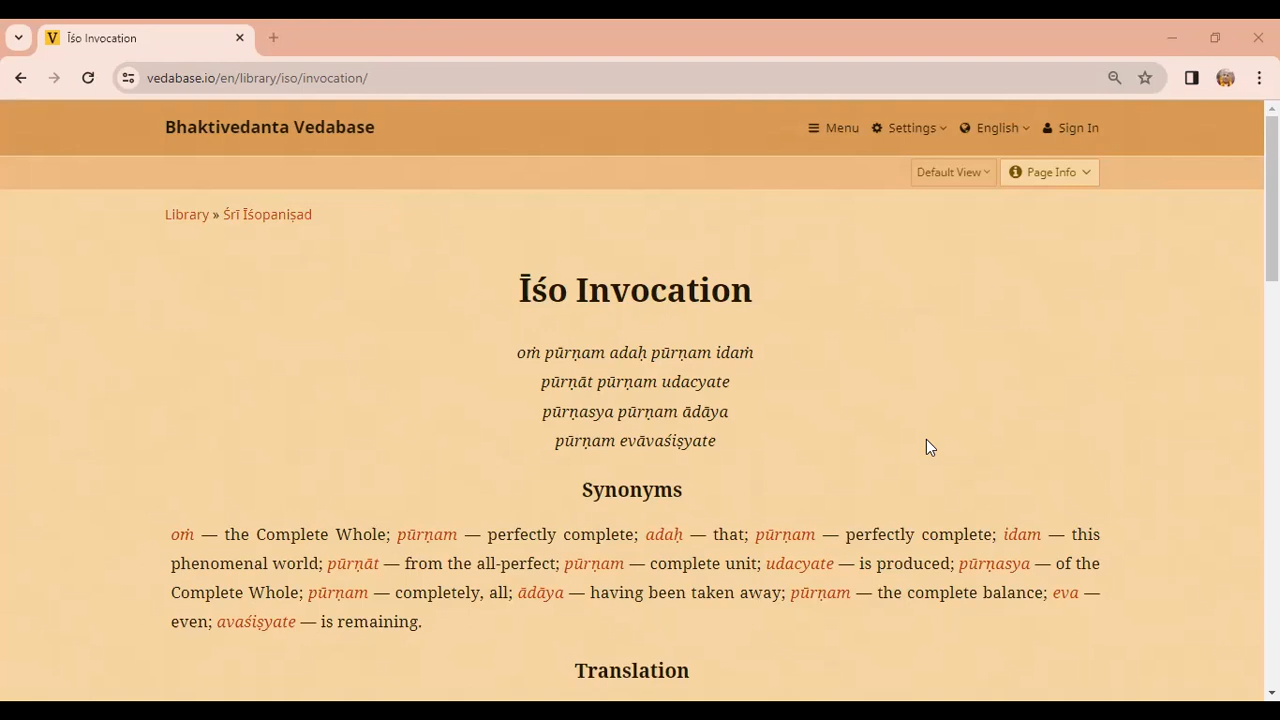 Īśo Invocation
vedabase.io/en/library/iso/invocation/
Bhaktivedanta Vedabase
Menu Settings English Sign In
Default View Page Info
Library » Śrī Īśopaniṣad
Īśo Invocation
oṁ pūrṇam adaḥ pūrṇam idaṁ
pūrṇāt pūrṇam udacyate
pūrṇasya pūrṇam ādāya
pūrṇam evāvaśiṣyate
Synonyms
oṁ — the Complete Whole; pūrṇam — perfectly complete; adaḥ — that; pūrṇam — perfectly complete; idam — this
phenomenal world; pūrṇāt — from the all-perfect; pūrṇam — complete unit; udacyate — is produced; pūrṇasya — of the
Complete Whole; pūrṇam — completely, all; ādāya — having been taken away; pūrṇam — the complete balance; eva —
even; avaśiṣyate — is remaining.
Translation